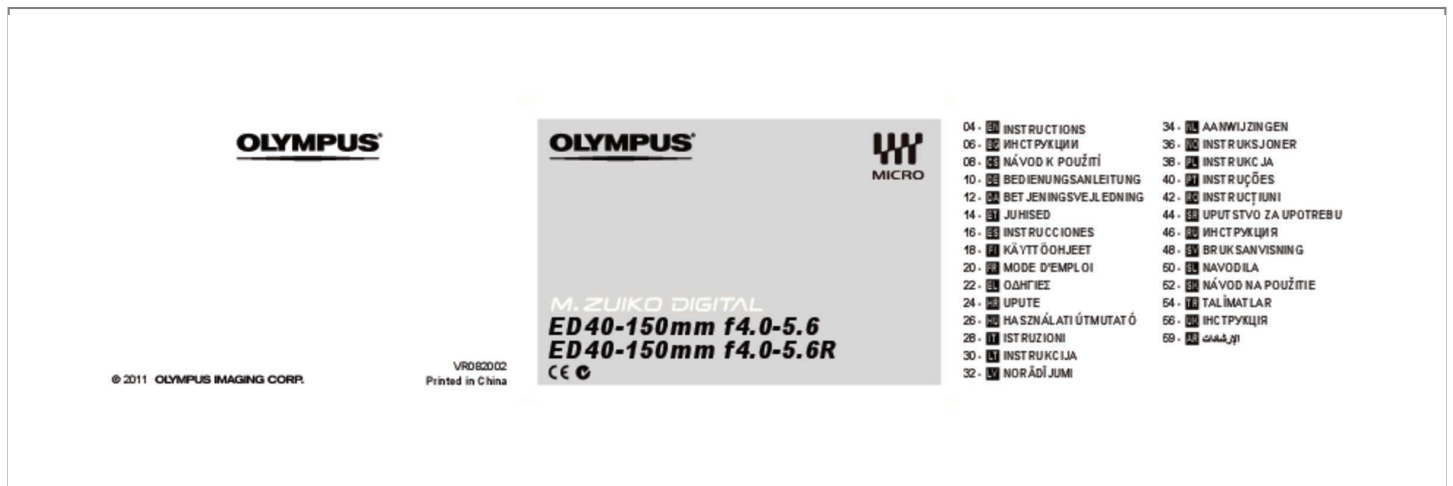 OLYMPUS
© 2011 OLYMPUS IMAGING CORP.
VR082002
Printed in China
OLYMPUS
MICRO
M. ZUIKO DIGITAL
ED40-150mm f4.0-5.6
ED40-150mm f4.0-5.6R
CE
04 - EN INSTRUCTIONS
06 - BG ИНСТРУКЦИИ
08 - CS NÁVOD K POUŽITÍ
10 - DE BEDIENUNGSANLEITUNG
12 - DA BETJENINGSVEJLEDNING
14 - ET JUHISED
16 - ES INSTRUCCIONES
18 - FI KÄYTTÖOHJEET
20 - FR MODE D'EMPLOI
22 - EL ΟΔΗΓΙΕΣ
24 - HR UPUTE
26 - HU HASZNÁLATI ÚTMUTATÓ
28 - IT ISTRUZIONI
30 - LT INSTRUKCIJA
32 - LV NORĀDĪJUMI
34 - NL AANWIJZINGEN
36 - NO INSTRUKSJONER
38 - PL INSTRUKCJA
40 - PT INSTRUÇÕES
42 - RO INSTRUCȚIUNI
44 - SR UPUTSTVO ZA UPOTREBU
46 - RU ИНСТРУКЦИЯ
48 - SV BRUKSANVISNING
50 - SL NAVODILA
52 - SK NÁVOD NA POUŽITIE
54 - TR TALİMATLAR
56 - UK ІНСТРУКЦІЯ
59 - AR الإرشادات